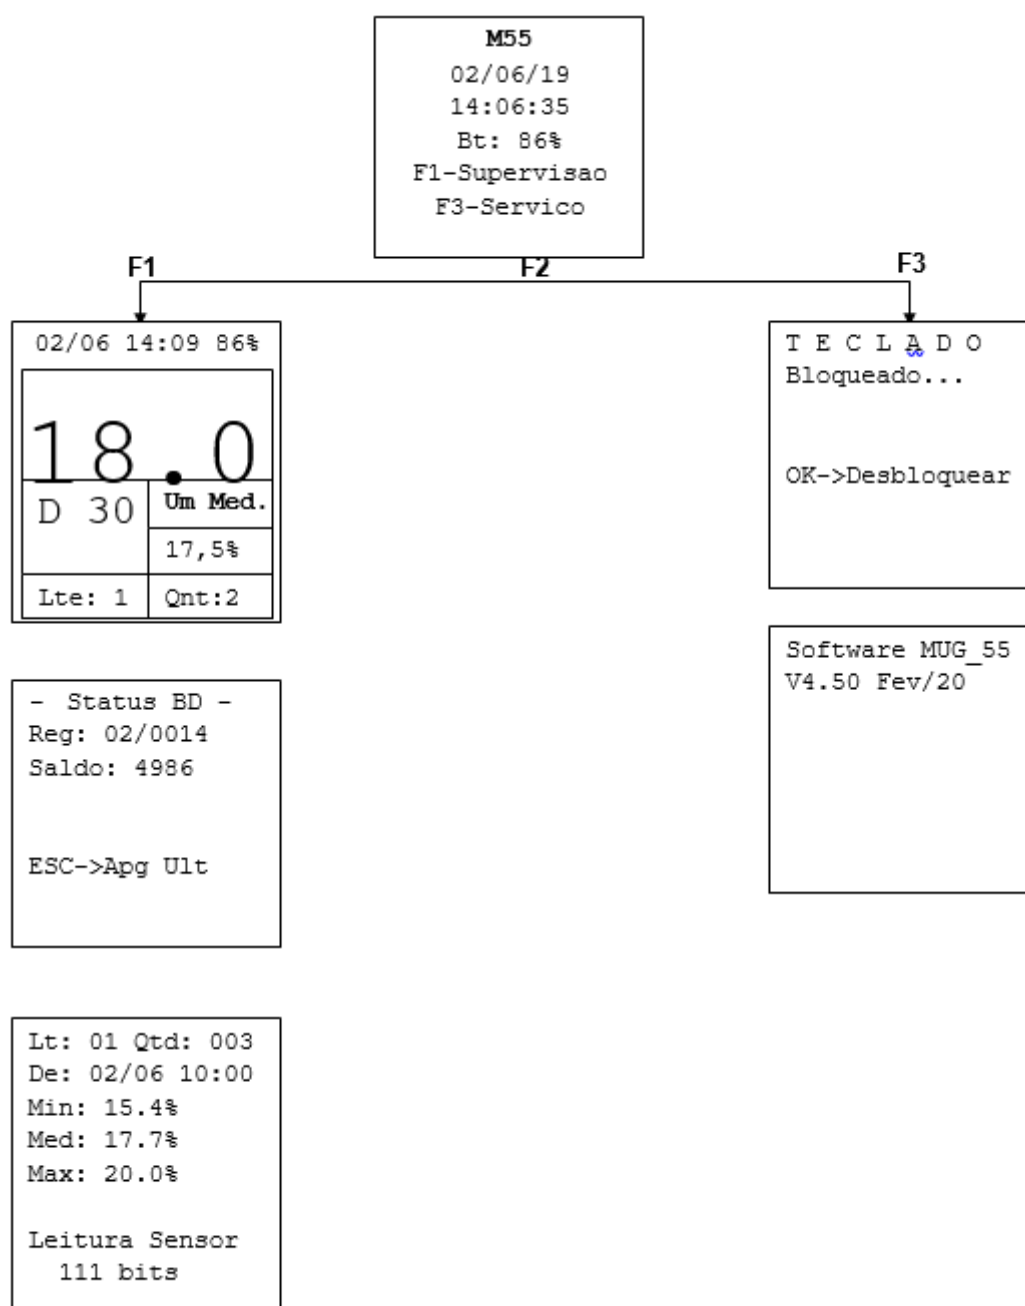 M55
02/06/19
14:06:35
Bt: 86%
F1-Supervisao
F3-Servico
F1
F2
F3
02/06 14:09 86%
18.0
D 30
Um Med.
17,5%
Lte: 1
Qnt:2
T E C L A D O
Bloqueado...
OK->Desbloquear
Software MUG_55
V4.50 Fev/20
- Status BD -
Reg: 02/0014
Saldo: 4986
ESC->Apg Ult
Lt: 01 Qtd: 003
De: 02/06 10:00
Min: 15.4%
Med: 17.7%
Max: 20.0%
Leitura Sensor
111 bits